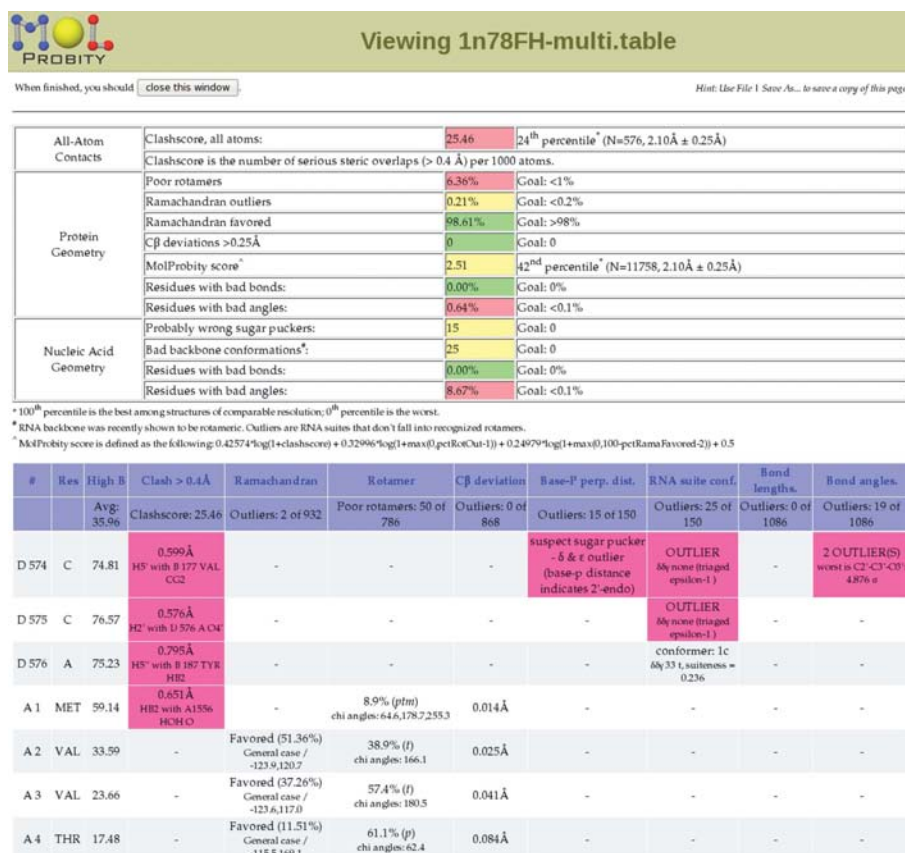 MOL
PROBITY
Viewing 1n78FH-multi.table
When finished, you should close this window .
Hint: Use File | Save As... to save a copy of this page
All-Atom Contacts
Clashscore, all atoms: 25.46 24th percentile* (N=576, 2.10Å ± 0.25Å)
Clashscore is the number of serious steric overlaps (> 0.4 Å) per 1000 atoms.
Protein Geometry
Poor rotamers 6.36% Goal: <1%
Ramachandran outliers 0.21% Goal: <0.2%
Ramachandran favored 98.61% Goal: >98%
Cβ deviations >0.25Å 0 Goal: 0
MolProbity score^ 2.51 42nd percentile* (N=11758, 2.10Å ± 0.25Å)
Residues with bad bonds: 0.00% Goal: 0%
Residues with bad angles: 0.64% Goal: <0.1%
Nucleic Acid Geometry
Probably wrong sugar puckers: 15 Goal: 0
Bad backbone conformations#: 25 Goal: 0
Residues with bad bonds: 0.00% Goal: 0%
Residues with bad angles: 8.67% Goal: <0.1%
* 100th percentile is the best among structures of comparable resolution; 0th percentile is the worst.
# RNA backbone was recently shown to be rotameric. Outliers are RNA suites that don't fall into recognized rotamers.
^ MolProbity score is defined as the following: 0.42574*log(1+clashscore) + 0.32996*log(1+max(0,pctRotOut-1)) + 0.24979*log(1+max(0,100-pctRamaFavored-2)) + 0.5
# Res High B Clash > 0.4Å Ramachandran Rotamer Cβ deviation Base-P perp. dist. RNA suite conf. Bond lengths. Bond angles.
Avg: 35.96 Clashscore: 25.46 Outliers: 2 of 932 Poor rotamers: 50 of 786 Outliers: 0 of 868 Outliers: 15 of 150 Outliers: 25 of 150 Outliers: 0 of 1086 Outliers: 19 of 1086
D 574 C 74.81 0.599Å H5' with B 177 VAL CG2 - - - suspect sugar pucker - δ & ε outlier (base-p distance indicates 2'-endo) OUTLIER δδγ none (triaged epsilon-1 ) - 2 OUTLIER(S) worst is C2'-C3'-O3': 4.876 σ
D 575 C 76.57 0.576Å H2' with D 576 A O4' - - - - OUTLIER δδγ none (triaged epsilon-1 ) - -
D 576 A 75.23 0.795Å H5'' with B 187 TYR HB2 - - - - conformer: 1c δδγ 33 t, suiteness = 0.236 - -
A 1 MET 59.14 0.651Å HB2 with A1556 HOH O - 8.9% (ptm) chi angles: 64.6,178.7,255.3 0.014Å - - - -
A 2 VAL 33.59 - Favored (51.36%) General case / -123.9,120.7 38.9% (t) chi angles: 166.1 0.025Å - - - -
A 3 VAL 23.66 - Favored (37.26%) General case / -123.6,117.0 57.4% (t) chi angles: 180.5 0.041Å - - - -
A 4 THR 17.48 - Favored (11.51%) General case / 61.1% (p) chi angles: 62.4 0.084Å - - - -